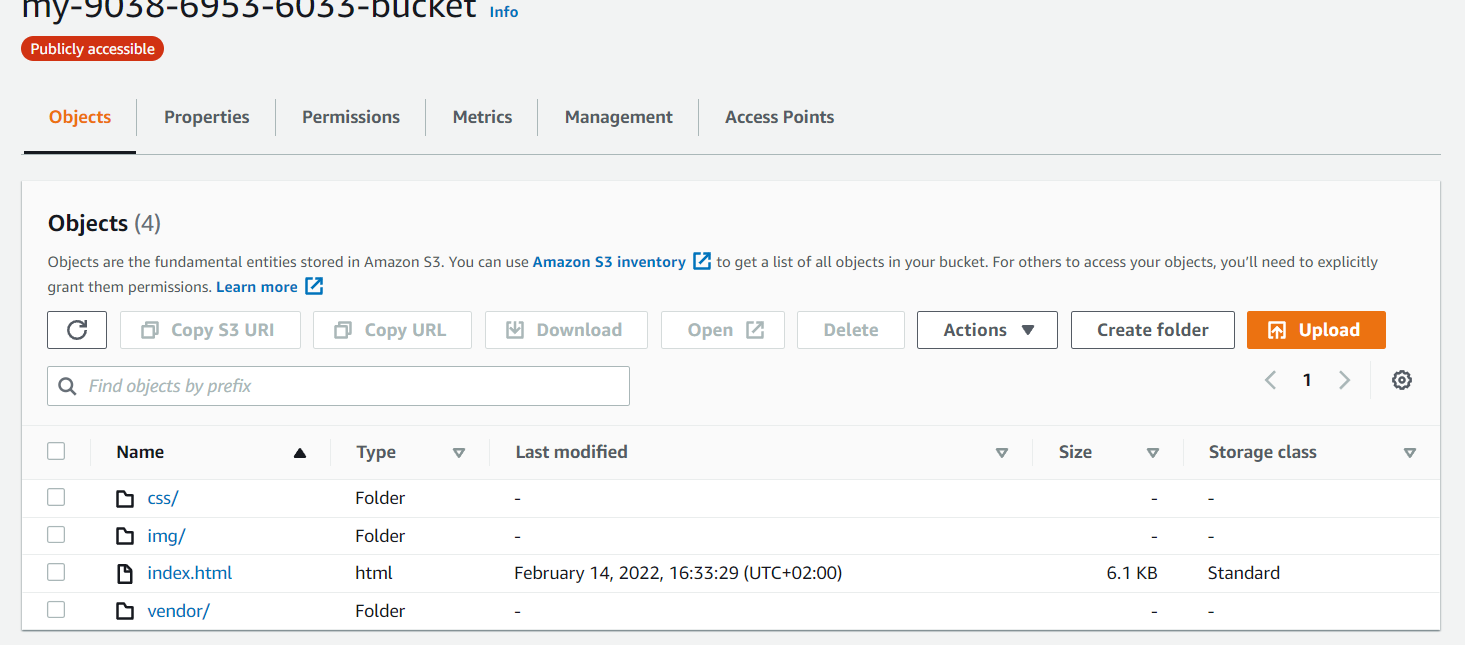 my-9038-6953-6033-bucket Info
Publicly accessible
Objects Properties Permissions Metrics Management Access Points
Objects (4)
Objects are the fundamental entities stored in Amazon S3. You can use Amazon S3 inventory to get a list of all objects in your bucket. For others to access your objects, you'll need to explicitly
grant them permissions. Learn more
Copy S3 URI Copy URL Download Open Delete Actions Create folder Upload
Find objects by prefix 1
Name Type Last modified Size Storage class
css/ Folder - - -
img/ Folder - - -
index.html html February 14, 2022, 16:33:29 (UTC+02:00) 6.1 KB Standard
vendor/ Folder - - -